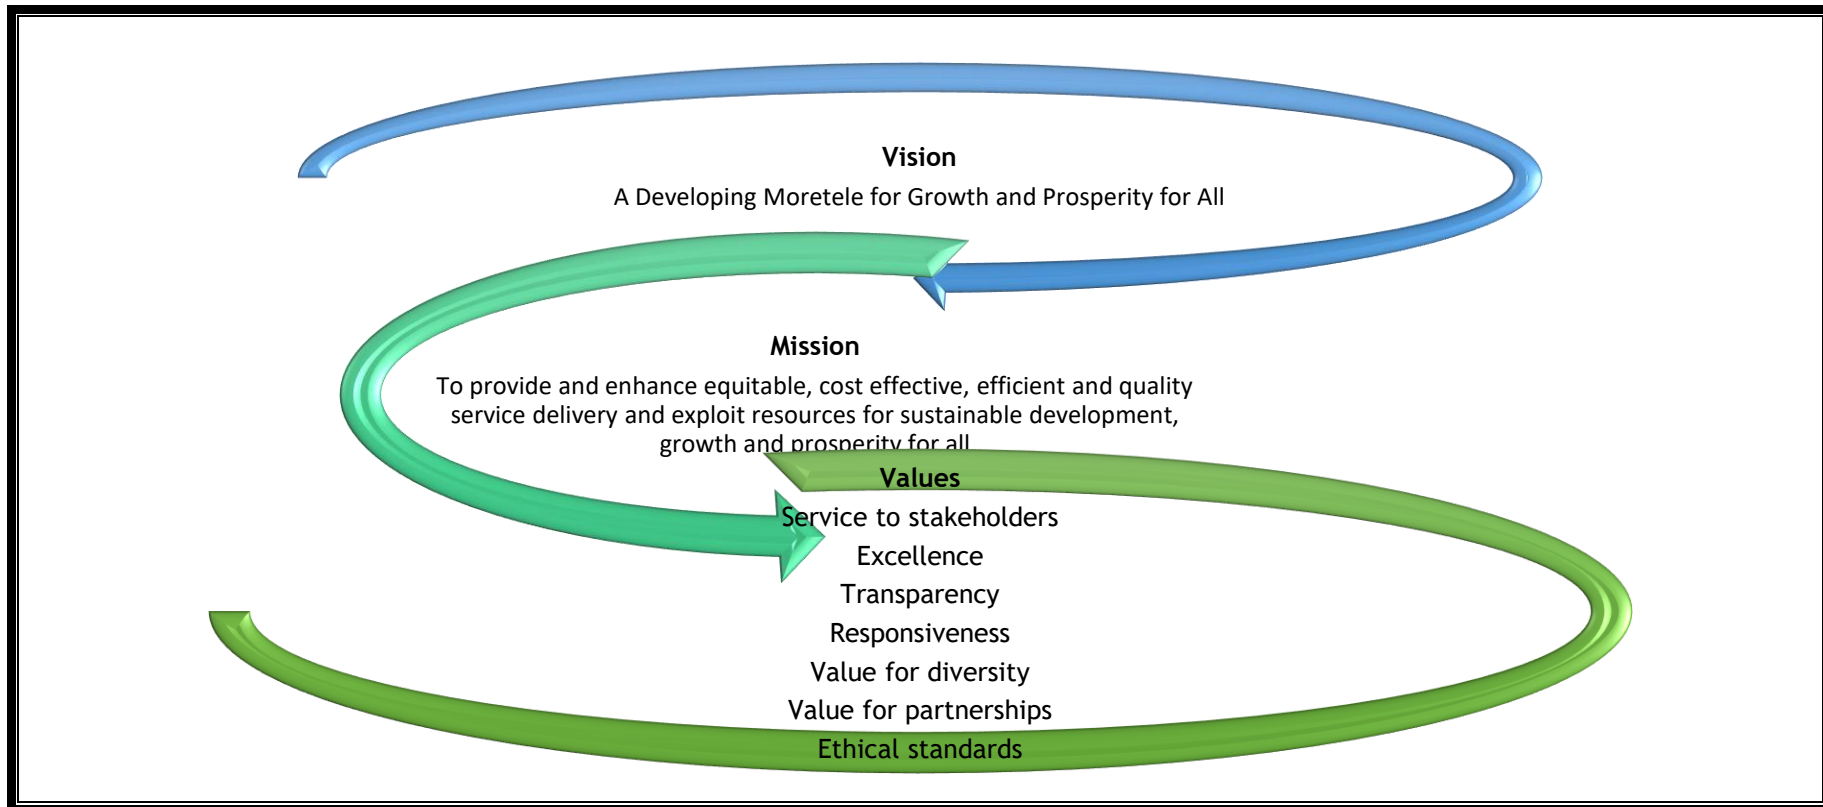 Vision
A Developing Moretele for Growth and Prosperity for All
Mission
To provide and enhance equitable, cost effective, efficient and quality
service delivery and exploit resources for sustainable development,
growth and prosperity for all
Values
Service to stakeholders
Excellence
Transparency
Responsiveness
Value for diversity
Value for partnerships
Ethical standards